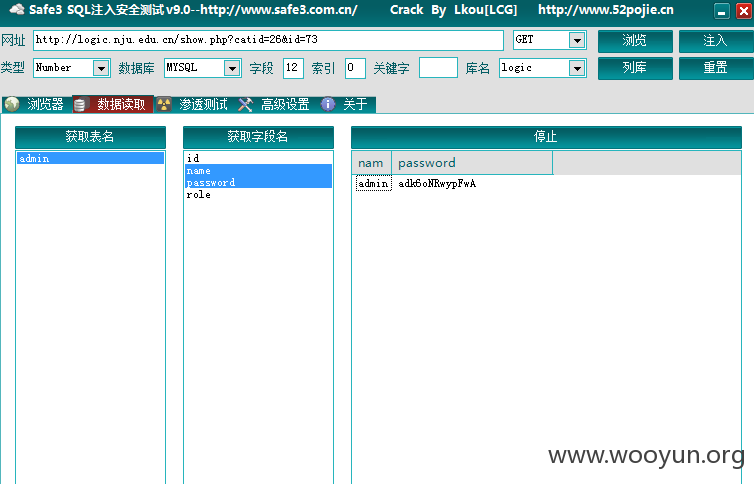 Safe3 SQL注入安全测试 v9.0--http://www.safe3.com.cn/ Crack By Lkou[LCG] http://www.52pojie.cn
网址 http://logic.nju.edu.cn/show.php?catid=26&id=73 GET 浏览 注入
类型 Number 数据库 MYSQL 字段 12 索引 0 关键字 库名 logic 列库 重置
浏览器 数据读取 渗透测试 高级设置 关于
获取表名 获取字段名 停止
admin id nam password
name admin adk6oNRwypFwA
password
role
www.wooyun.org